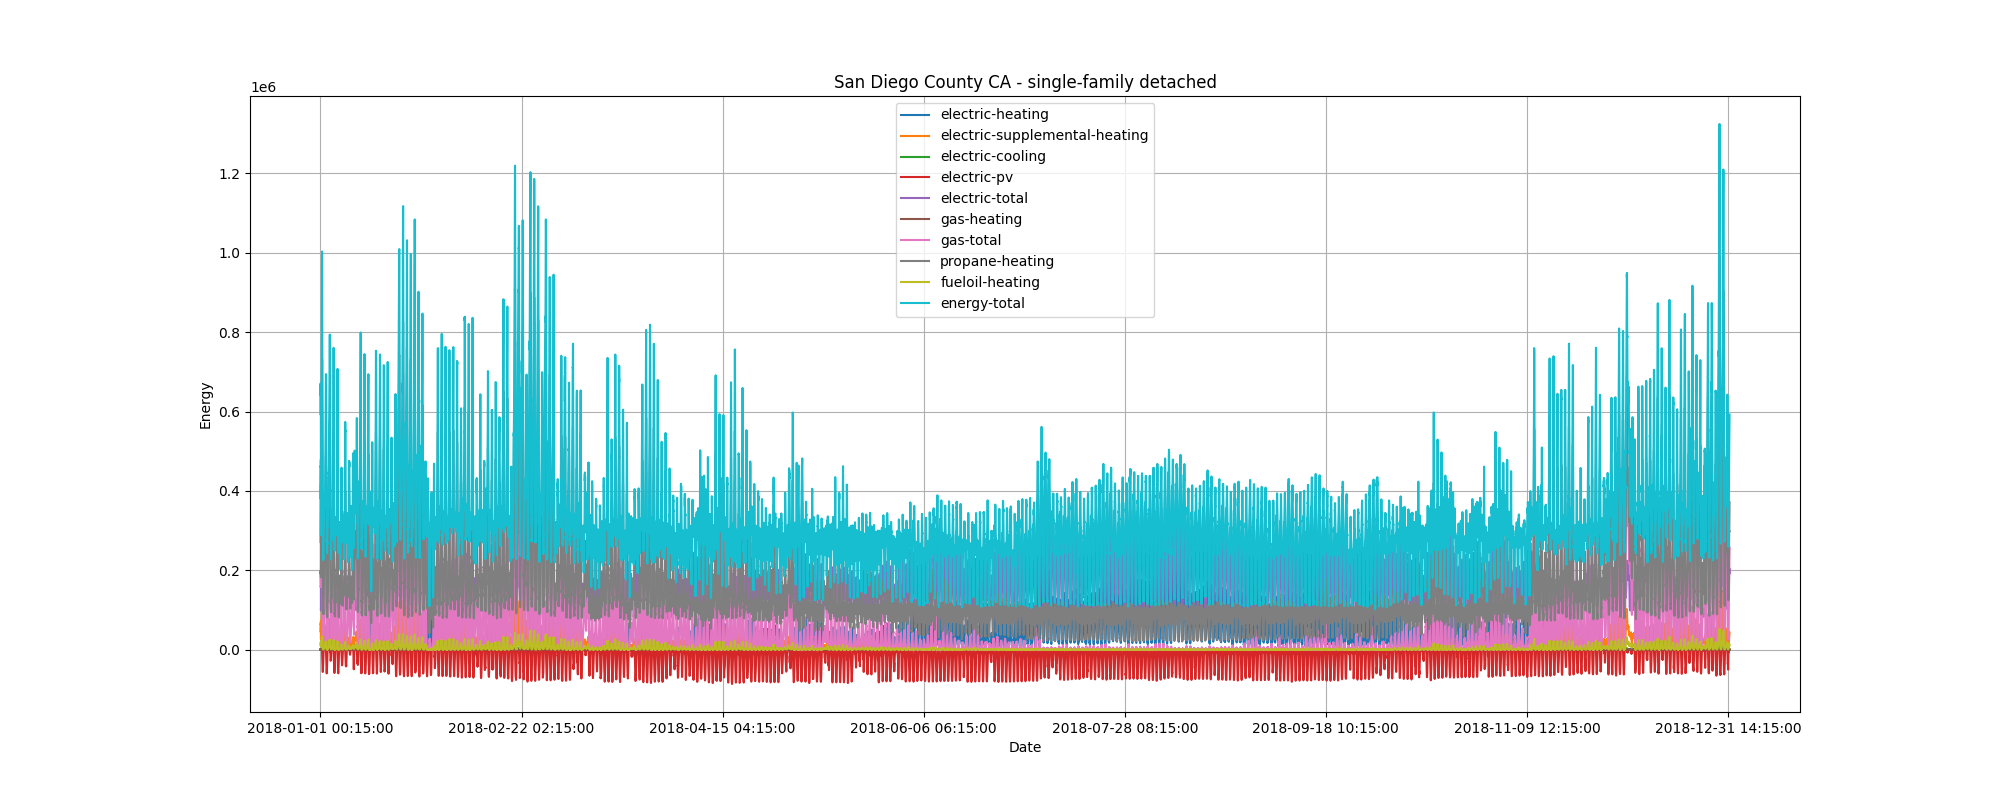 San Diego County CA - single-family detached
1e6
electric-heating
electric-supplemental-heating
electric-cooling
electric-pv
electric-total
gas-heating
gas-total
propane-heating
fueloil-heating
energy-total
1.2
1.0
0.8
0.6
0.4
0.2
0.0
Energy
2018-01-01 00:15:00
2018-02-22 02:15:00
2018-04-15 04:15:00
2018-06-06 06:15:00
2018-07-28 08:15:00
2018-09-18 10:15:00
2018-11-09 12:15:00
2018-12-31 14:15:00
Date